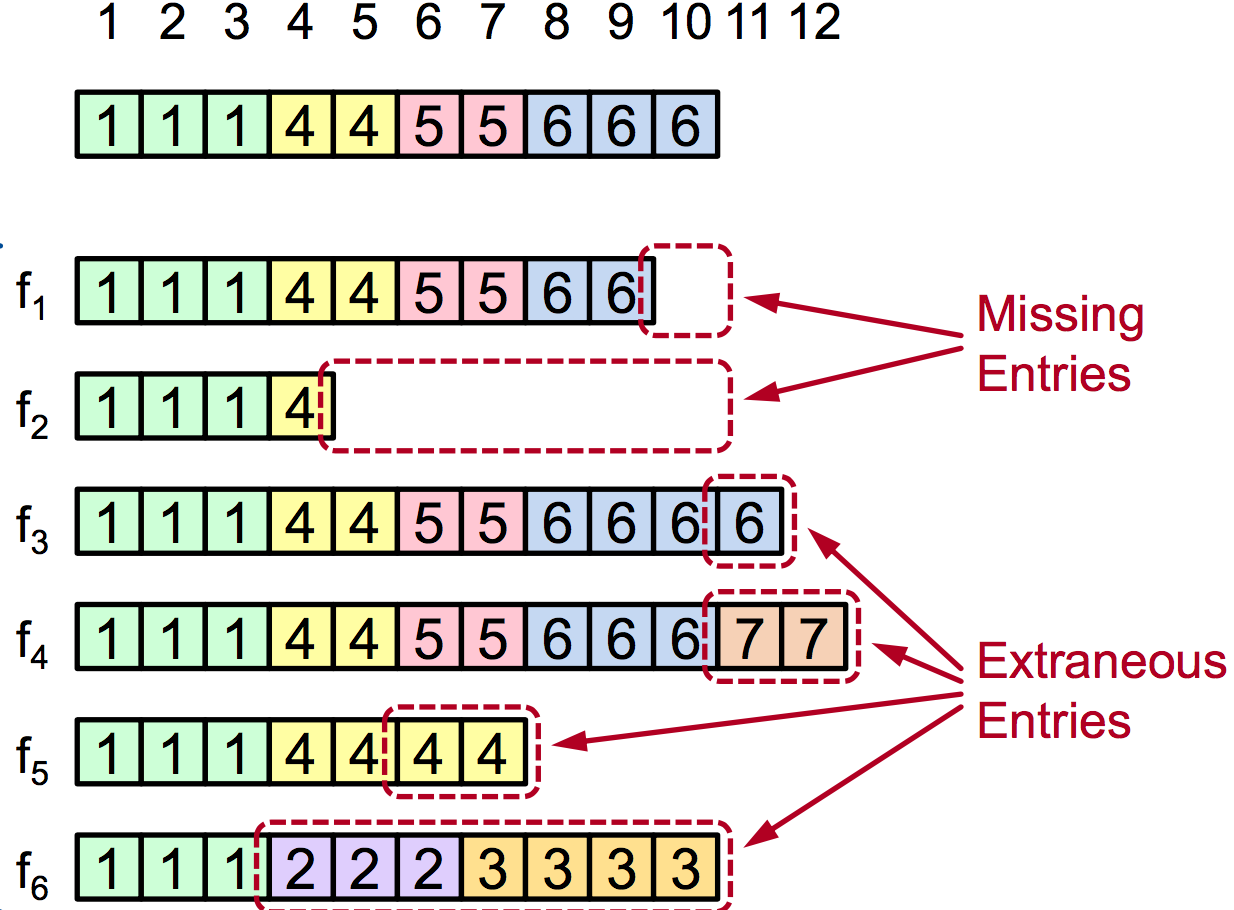 1 2 3 4 5 6 7 8 9 10 11 12
1 1 1 4 4 5 5 6 6 6
f1 1 1 1 4 4 5 5 6 6
Missing
Entries
f2 1 1 1 4
f3 1 1 1 4 4 5 5 6 6 6 6
f4 1 1 1 4 4 5 5 6 6 6 7 7
Extraneous
Entries
f5 1 1 1 4 4 4 4
f6 1 1 1 2 2 2 3 3 3 3